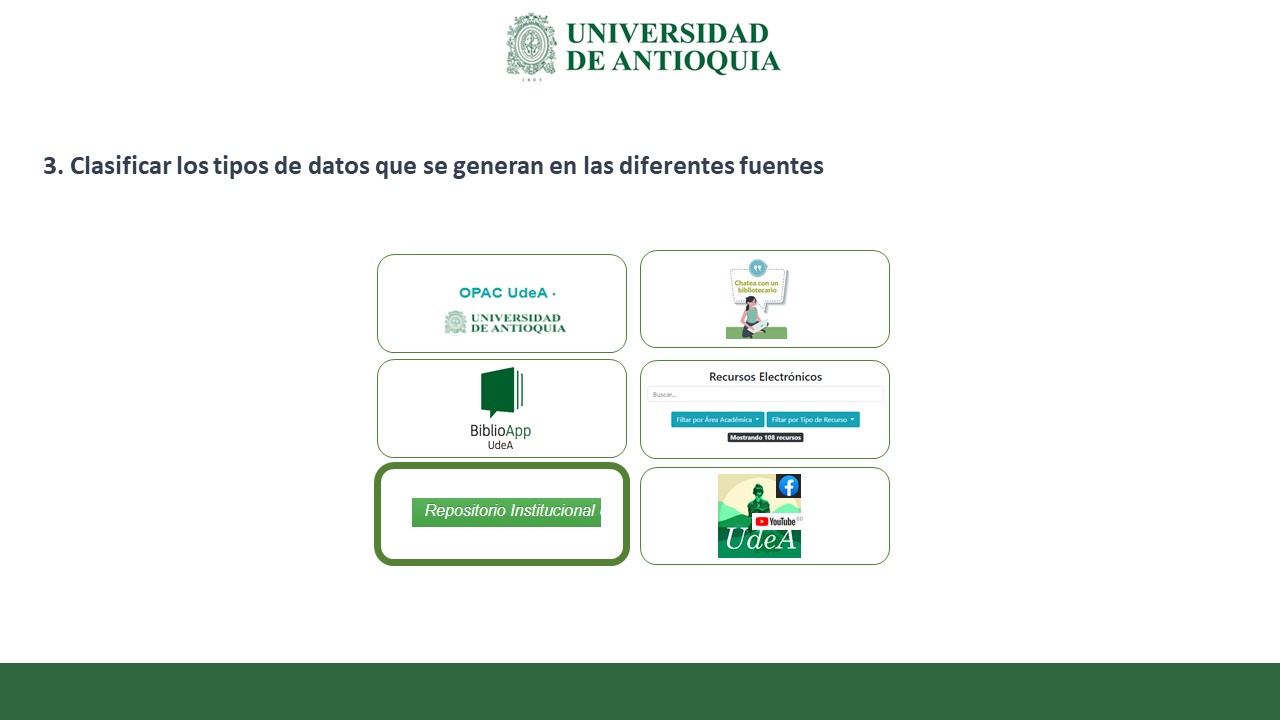 UNIVERSIDAD
DE ANTIOQUIA
1803
3. Clasificar los tipos de datos que se generan en las diferentes fuentes
OPAC UdeA ·
UNIVERSIDAD
DE ANTIOQUIA
Chatea con un
bibliotecario
BiblioApp
UdeA
Recursos Electrónicos
Buscar...
Filtar por Área Académica
Filtar por Tipo de Recurso
Mostrando 108 recursos
Repositorio Institucional
YouTube CO
UdeA